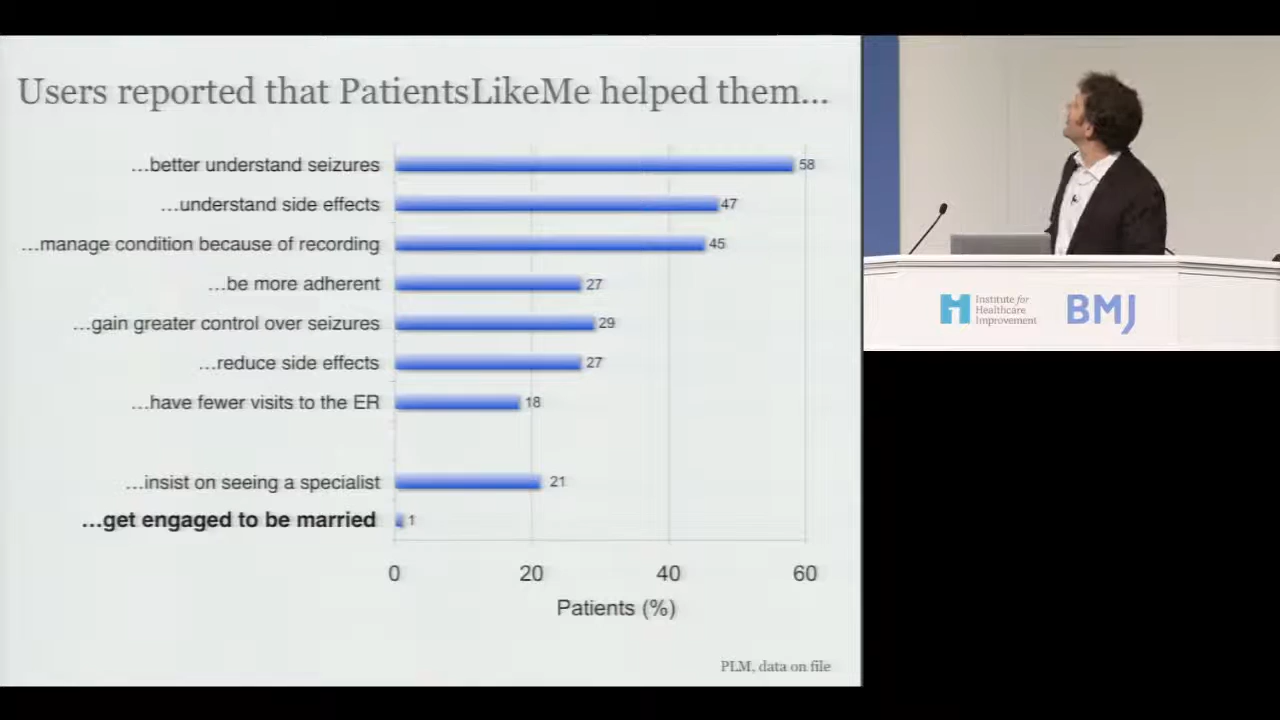 Users reported that PatientsLikeMe helped them...
...better understand seizures 58
...understand side effects 47
...manage condition because of recording 45
...be more adherent 27
...gain greater control over seizures 29
...reduce side effects 27
...have fewer visits to the ER 18
...insist on seeing a specialist 21
...get engaged to be married 1
0 20 40 60
Patients (%)
PLM, data on file
Institute for
Healthcare
Improvement
BMJ